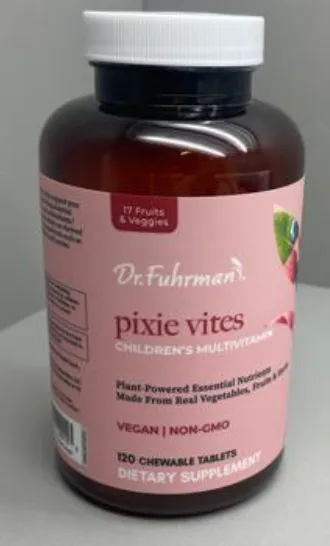 17 Fruits
& Veggies
Dr. Fuhrman
pixie vites
CHILDREN'S MULTIVITAMIN
Plant-Powered Essential Nutrients
Made From Real Vegetables, Fruits &
VEGAN | NON-GMO
120 CHEWABLE TABLETS
DIETARY SUPPLEMENT